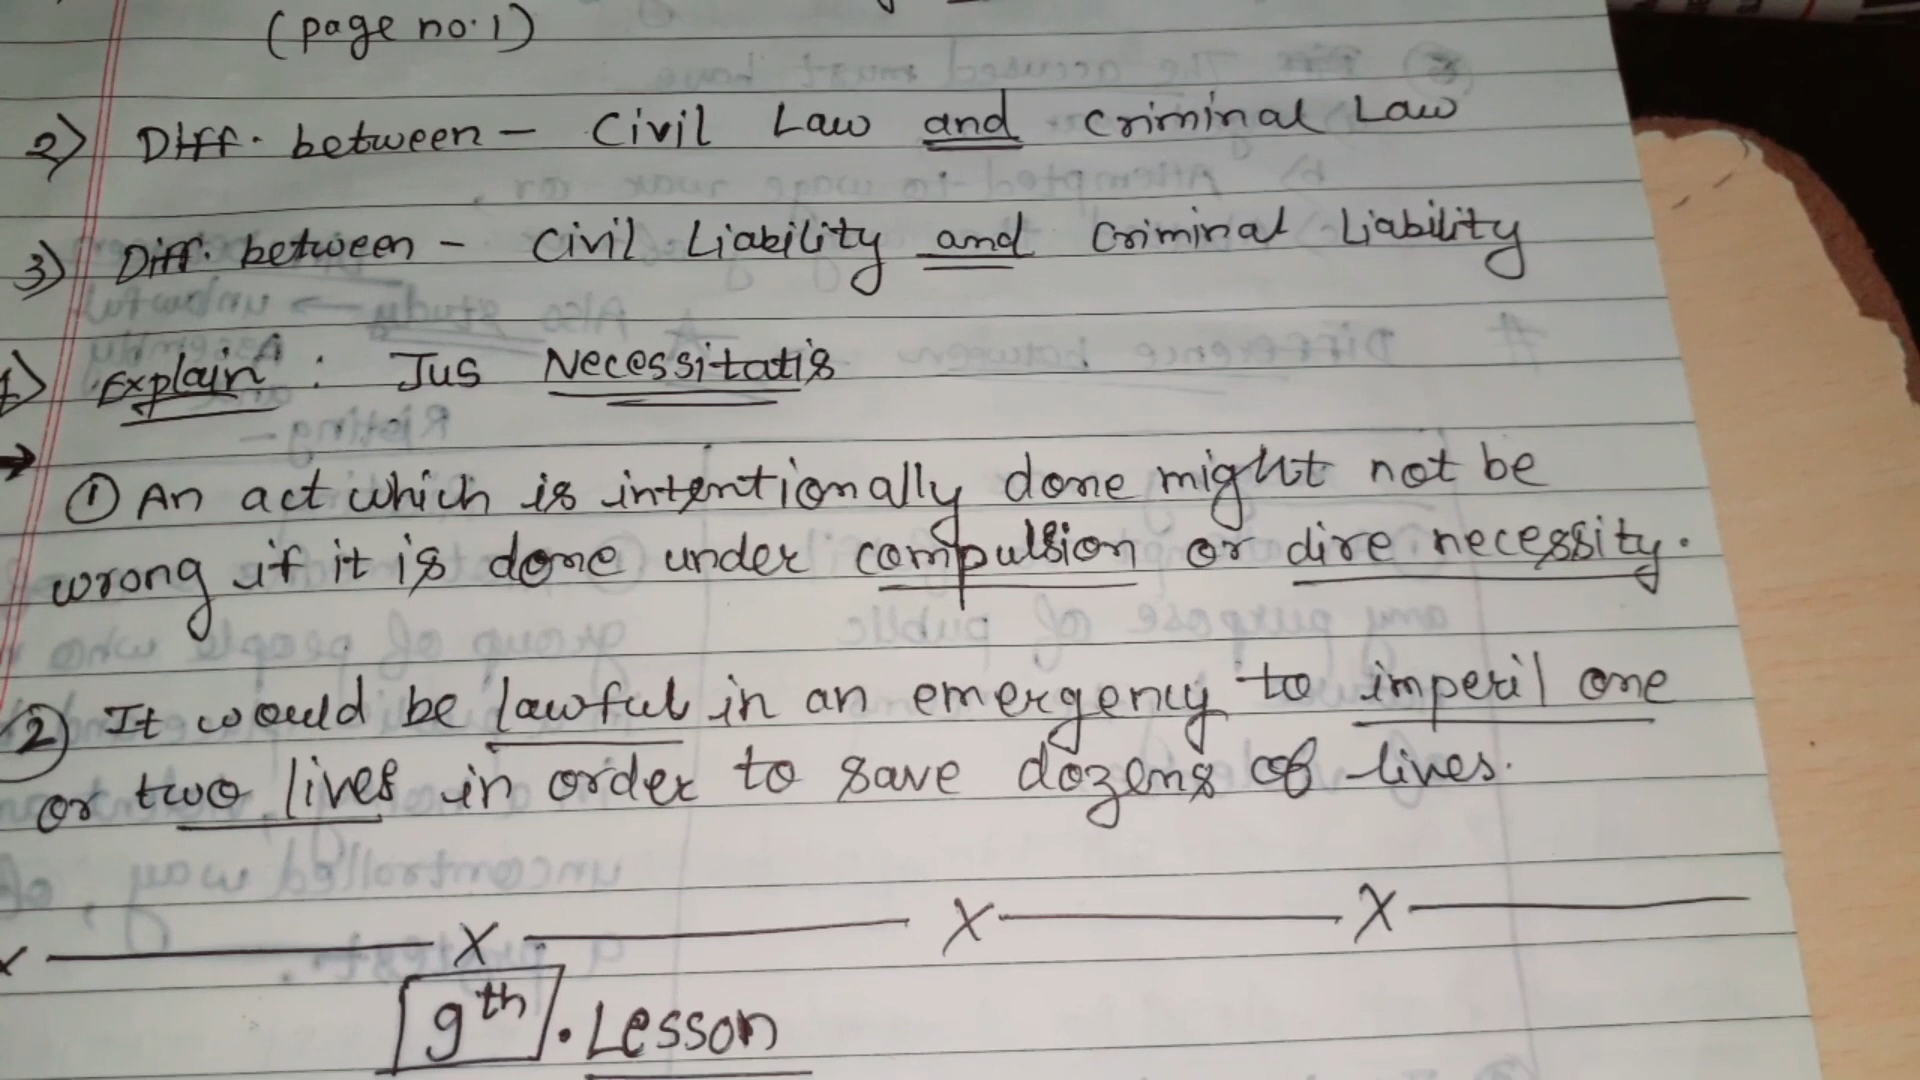 (page no. 1)
2) Diff. between - Civil Law and Criminal Law
3) Diff. between - Civil Liability and Criminal Liability
Explain : Jus Necessitatis
→ ① An act which is intentionally done might not be
wrong if it is done under compulsion or dire necessity.
② It would be lawful in an emergency to imperil one
or two lives in order to save dozens of lives.
x ——— x ——— x ——— x ———
9th. Lesson